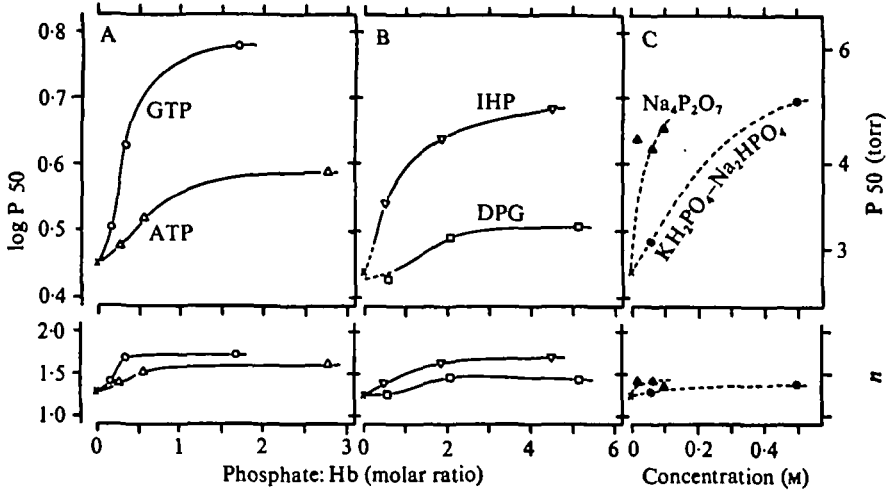 A
B
C
0·8
0·7
0·6
0·5
0·4
log P 50
GTP
ATP
IHP
DPG
Na₄P₂O₇
KH₂PO₄–Na₂HPO₄
6
4
3
P 50 (torr)
2·0
1·5
1·0
n
0 1 2 3
0 2 4 6
0 0·2 0·4
Phosphate: Hb (molar ratio)
Concentration (M)